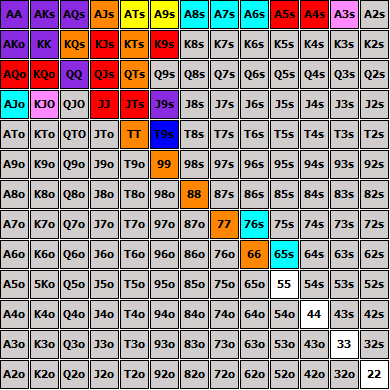 AA AKs AQs AJs ATs A9s A8s A7s A6s A5s A4s A3s A2s
AKo KK KQs KJs KTs K9s K8s K7s K6s K5s K4s K3s K2s
AQo KQo QQ QJs QTs Q9s Q8s Q7s Q6s Q5s Q4s Q3s Q2s
AJo KJO QJO JJ JTs J9s J8s J7s J6s J5s J4s J3s J2s
ATo KTo QTO JTo TT T9s T8s T7s T6s T5s T4s T3s T2s
A9o K9o Q9o J9o T9o 99 98s 97s 96s 95s 94s 93s 92s
A8o K8o Q8o J8o T8o 98o 88 87s 86s 85s 84s 83s 82s
A7o K7o Q7o J7o T7o 97o 87o 77 76s 75s 74s 73s 72s
A6o K6o Q6o J6o T6o 96o 86o 76o 66 65s 64s 63s 62s
A5o 5Ko Q5o J5o T5o 95o 85o 75o 65o 55 54s 53s 52s
A4o K4o Q4o J4o T4o 94o 84o 74o 64o 54o 44 43s 42s
A3o K3o Q3o J3o T3o 93o 83o 73o 63o 53o 43o 33 32s
A2o K2o Q2o J2o T2o 92o 82o 72o 62o 52o 42o 32o 22